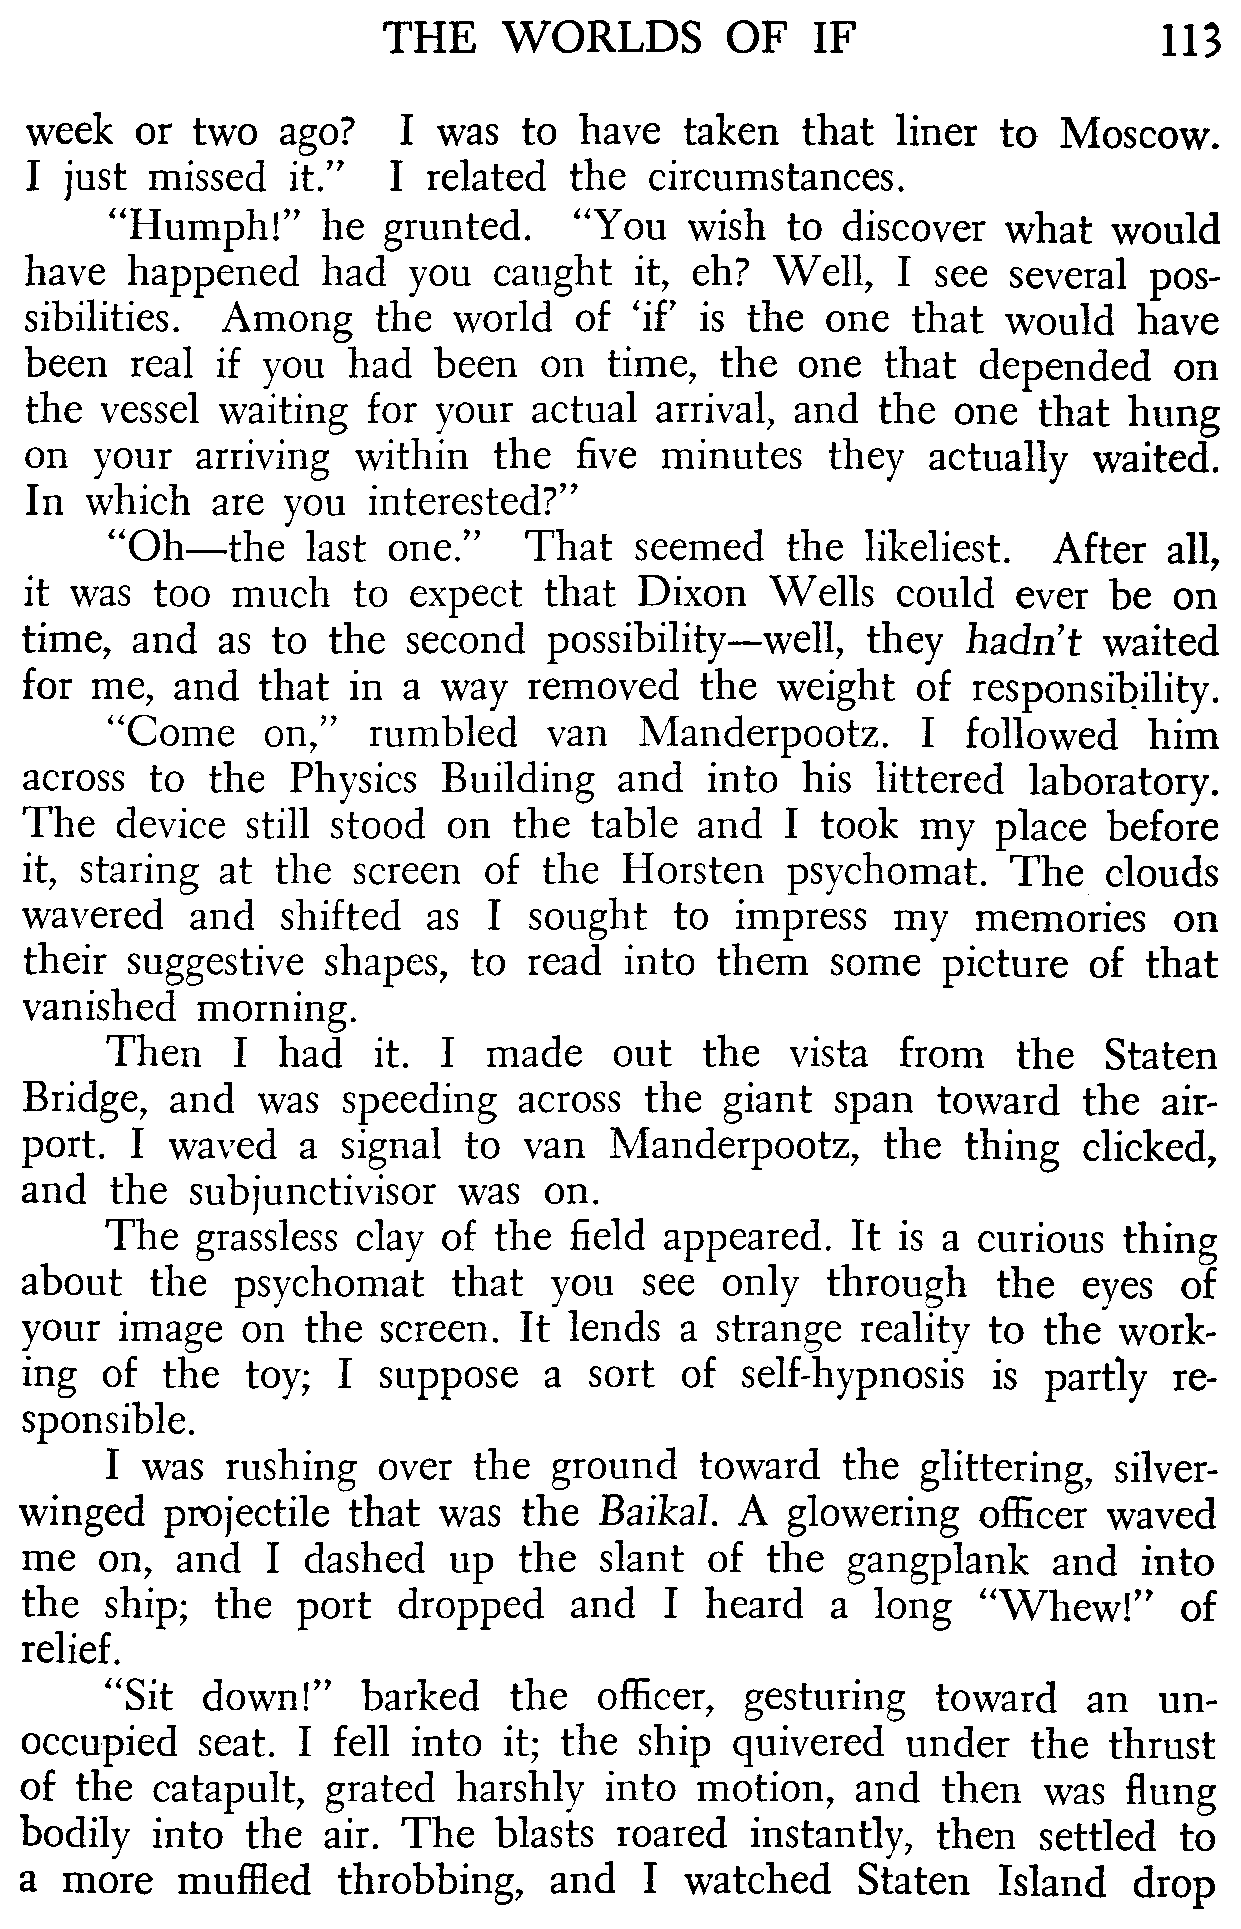 THE WORLDS OF IF 113
week or two ago? I was to have taken that liner to Moscow.
I just missed it.” I related the circumstances.
“Humph!” he grunted. “You wish to discover what would
have happened had you caught it, eh? Well, I see several pos-
sibilities. Among the world of ‘if’ is the one that would have
been real if you had been on time, the one that depended on
the vessel waiting for your actual arrival, and the one that hung
on your arriving within the five minutes they actually waited.
In which are you interested?”
“Oh—the last one.” That seemed the likeliest. After all,
it was too much to expect that Dixon Wells could ever be on
time, and as to the second possibility—well, they hadn’t waited
for me, and that in a way removed the weight of responsibility.
“Come on,” rumbled van Manderpootz. I followed him
across to the Physics Building and into his littered laboratory.
The device still stood on the table and I took my place before
it, staring at the screen of the Horsten psychomat. The clouds
wavered and shifted as I sought to impress my memories on
their suggestive shapes, to read into them some picture of that
vanished morning.
Then I had it. I made out the vista from the Staten
Bridge, and was speeding across the giant span toward the air-
port. I waved a signal to van Manderpootz, the thing clicked,
and the subjunctivisor was on.
The grassless clay of the field appeared. It is a curious thing
about the psychomat that you see only through the eyes of
your image on the screen. It lends a strange reality to the work-
ing of the toy; I suppose a sort of self-hypnosis is partly re-
sponsible.
I was rushing over the ground toward the glittering, silver-
winged projectile that was the Baikal. A glowering officer waved
me on, and I dashed up the slant of the gangplank and into
the ship; the port dropped and I heard a long “Whew!” of
relief.
“Sit down!” barked the officer, gesturing toward an un-
occupied seat. I fell into it; the ship quivered under the thrust
of the catapult, grated harshly into motion, and then was flung
bodily into the air. The blasts roared instantly, then settled to
a more muffled throbbing, and I watched Staten Island drop